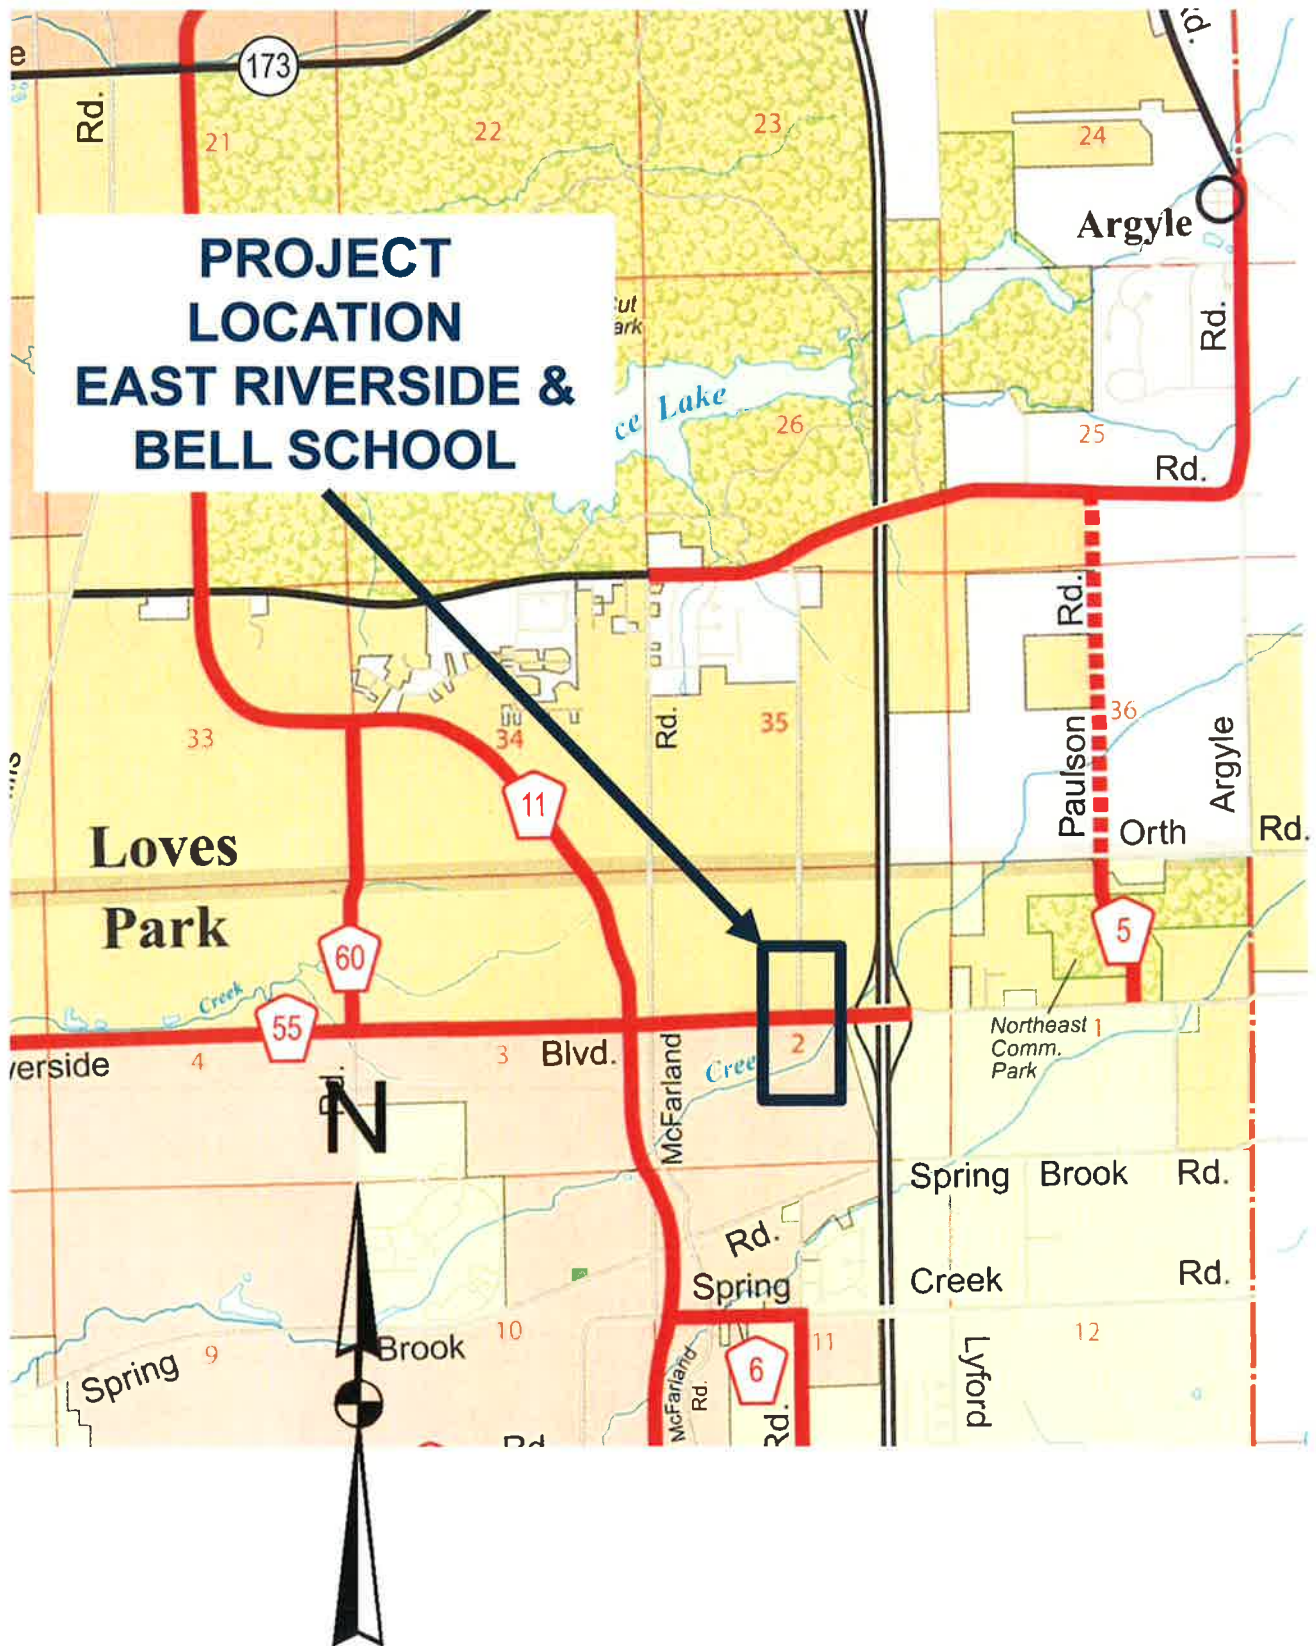 173
Rd.
21
22
23
24
Argyle
PROJECT
LOCATION
EAST RIVERSIDE &
BELL SCHOOL
Rd.
ce Lake
26
25
Rd.
Rd.
33
34
35
Rd.
36
Paulson
Argyle
11
Orth
Rd.
Loves
Park
60
5
Creek
55
Northeast
Comm.
Park
1
verside
4
3
Blvd.
2
McFarland
Cree
N
Spring Brook Rd.
Rd.
Spring
Creek
Rd.
Spring
9
Brook
10
11
12
6
McFarland
Rd.
Rd.
Lyford
Rd